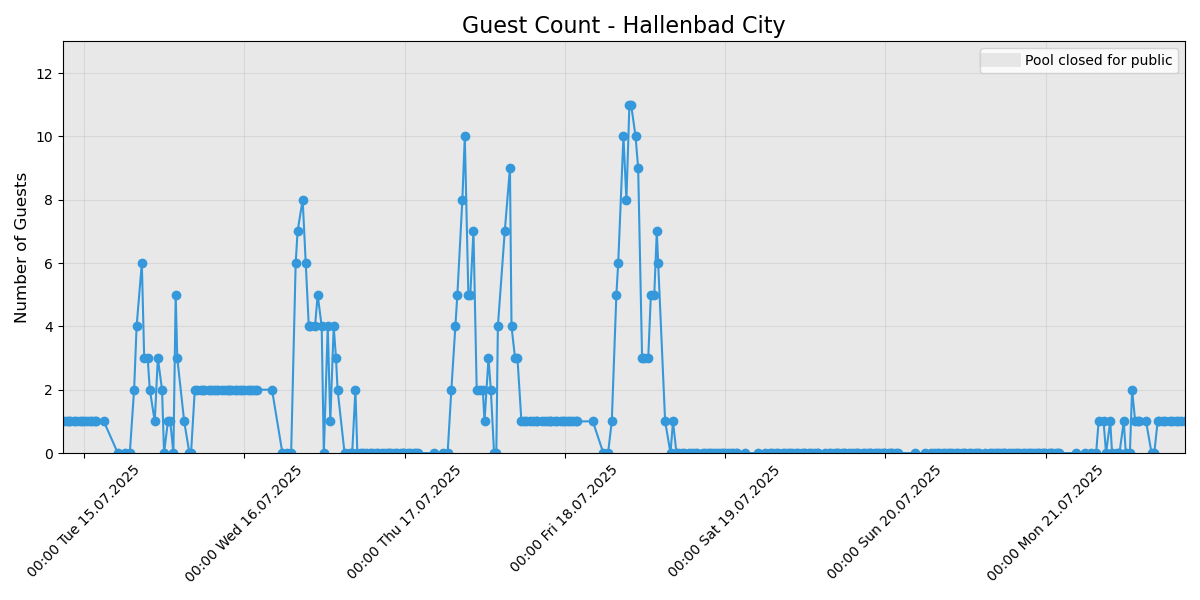 Guest Count - Hallenbad City
Pool closed for public
Number of Guests
12
10
8
6
4
2
0
00:00 Tue 15.07.2025
00:00 Wed 16.07.2025
00:00 Thu 17.07.2025
00:00 Fri 18.07.2025
00:00 Sat 19.07.2025
00:00 Sun 20.07.2025
00:00 Mon 21.07.2025